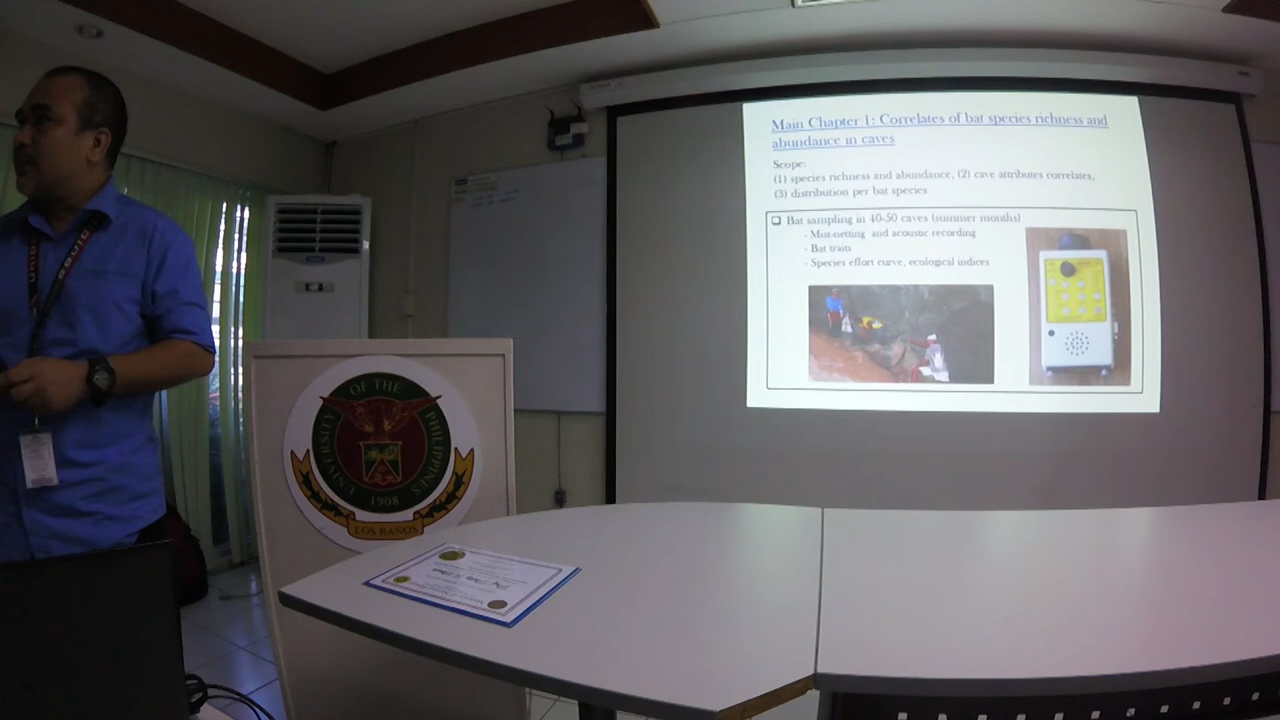 Main Chapter 1: Correlates of bat species richness and
abundance in caves
Scope:
(1) species richness and abundance, (2) cave attributes correlates,
(3) distribution per bat species
❑ Bat sampling in 40-50 caves (summer months)
- Mist-netting and acoustic recording
- Bat traits
- Species effort curve, ecological indices
UNIVERSITY OF THE PHILIPPINES
1908
LOS BAÑOS